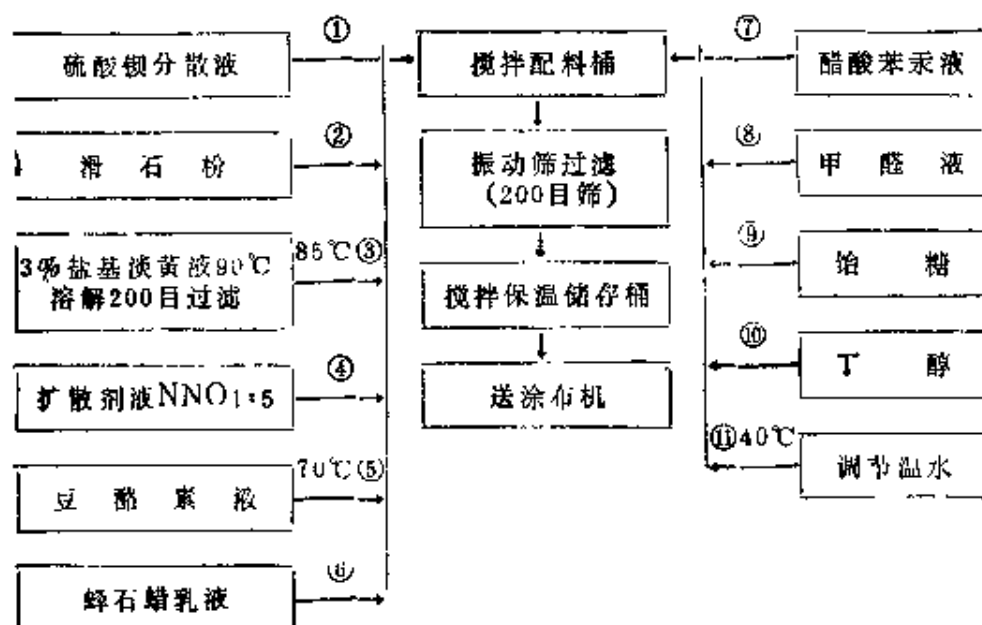 ①
硫酸钡分散液
②
滑石粉
85℃③
3%盐基淡黄液90℃
溶解200目过滤
④
扩散剂液NNO1:5
70℃⑤
豆酪素液
⑥
蜂石蜡乳液
搅拌配料桶
振动筛过滤
(200目筛)
搅拌保温储存桶
送涂布机
⑦
醋酸苯汞液
⑧
甲醛液
⑨
饴糖
⑩
丁醇
⑪40℃
调节温水